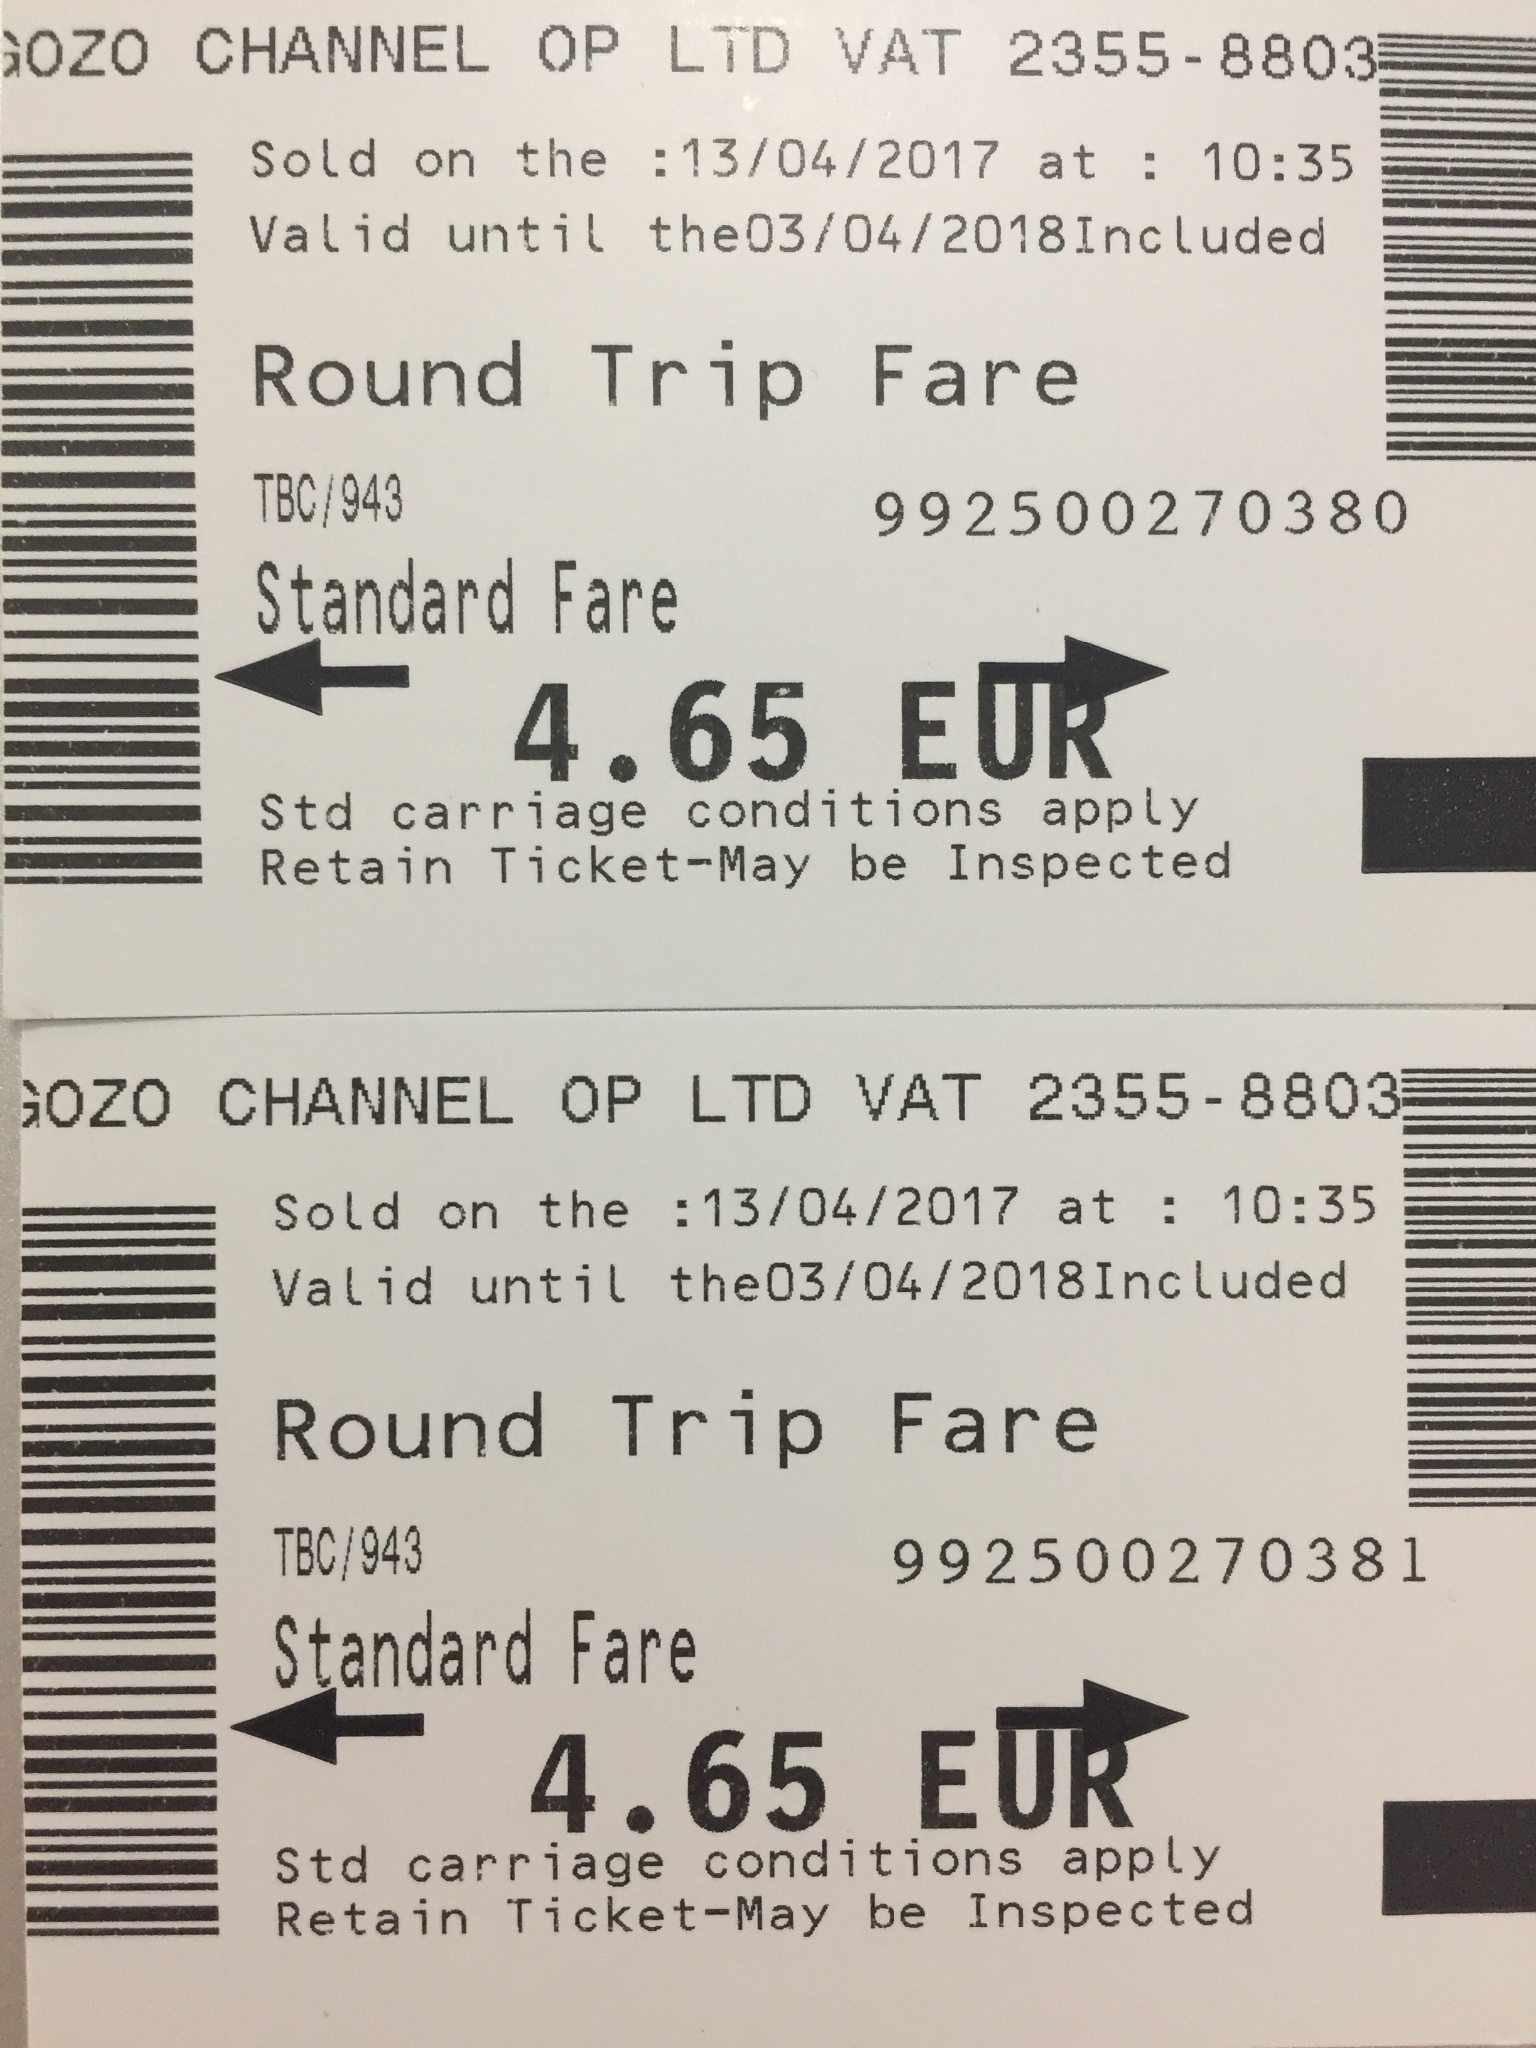 GOZO CHANNEL OP LTD VAT 2355-8803
Sold on the :13/04/2017 at : 10:35
Valid until the03/04/2018Included
Round Trip Fare
TBC/943 992500270380
Standard Fare
4.65 EUR
Std carriage conditions apply
Retain Ticket-May be Inspected
GOZO CHANNEL OP LTD VAT 2355-8803
Sold on the :13/04/2017 at : 10:35
Valid until the03/04/2018Included
Round Trip Fare
TBC/943 992500270381
Standard Fare
4.65 EUR
Std carriage conditions apply
Retain Ticket-May be Inspected